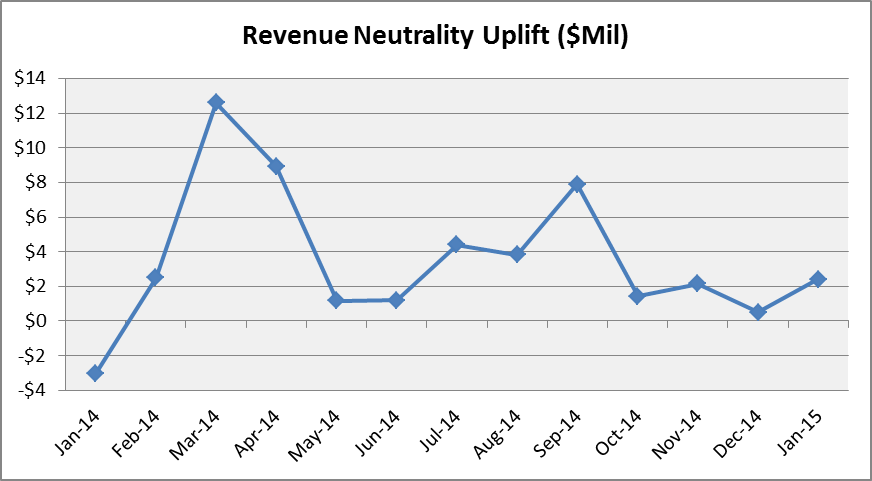 Revenue Neutrality Uplift ($Mil)
$14
$12
$10
$8
$6
$4
$2
$0
-$2
-$4
Jan-14
Feb-14
Mar-14
Apr-14
May-14
Jun-14
Jul-14
Aug-14
Sep-14
Oct-14
Nov-14
Dec-14
Jan-15